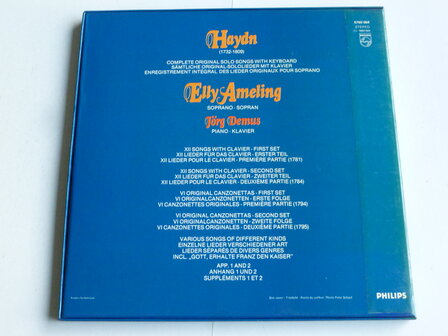 Haydn
(1732-1809)
COMPLETE ORIGINAL SOLO SONGS WITH KEYBOARD
SÄMTLICHE ORIGINAL-SOLOLIEDER MIT KLAVIER
ENREGISTREMENT INTÉGRAL DES LIEDER ORIGINAUX POUR SOPRANO
Elly Ameling
SOPRANO · SOPRAN
Jörg Demus
PIANO · KLAVIER
XII SONGS WITH CLAVIER - FIRST SET
XII LIEDER FÜR DAS CLAVIER - ERSTER TEIL
XII LIEDER POUR LE CLAVIER - PREMIÈRE PARTIE (1781)
XII SONGS WITH CLAVIER - SECOND SET
XII LIEDER FÜR DAS CLAVIER - ZWEITER TEIL
XII LIEDER POUR LE CLAVIER - DEUXIÈME PARTIE (1784)
VI ORIGINAL CANZONETTAS - FIRST SET
VI ORIGINALCANZONETTEN - ERSTE FOLGE
VI CANZONETTES ORIGINALES - PREMIÈRE PARTIE (1794)
VI ORIGINAL CANZONETTAS - SECOND SET
VI ORIGINALCANZONETTEN - ZWEITE FOLGE
VI CANZONETTES ORIGINALES - DEUXIÈME PARTIE (1795)
VARIOUS SONGS OF DIFFERENT KINDS
EINZELNE LIEDER VERSCHIEDENER ART
LIEDER SÉPARÉS DE DIVERS GENRES
INCL. „GOTT, ERHALTE FRANZ DEN KAISER"
APP. 1 AND 2
ANHANG 1 UND 2
SUPPLÉMENTS 1 ET 2
STEREO
PHILIPS